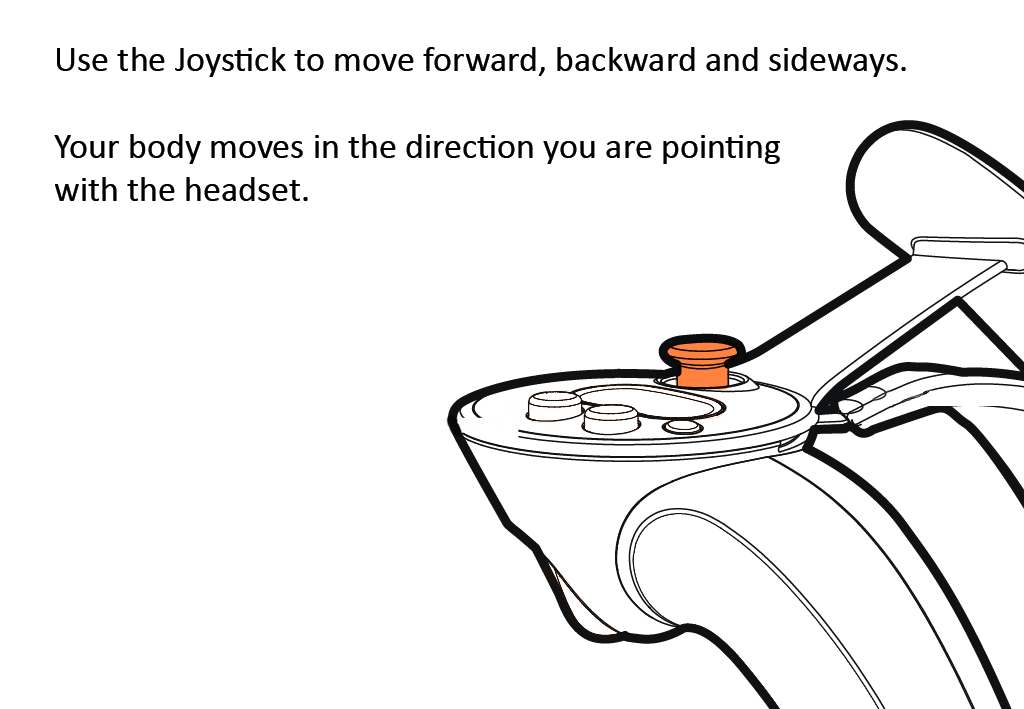 Use the Joystick to move forward, backward and sideways.
Your body moves in the direction you are pointing
with the headset.